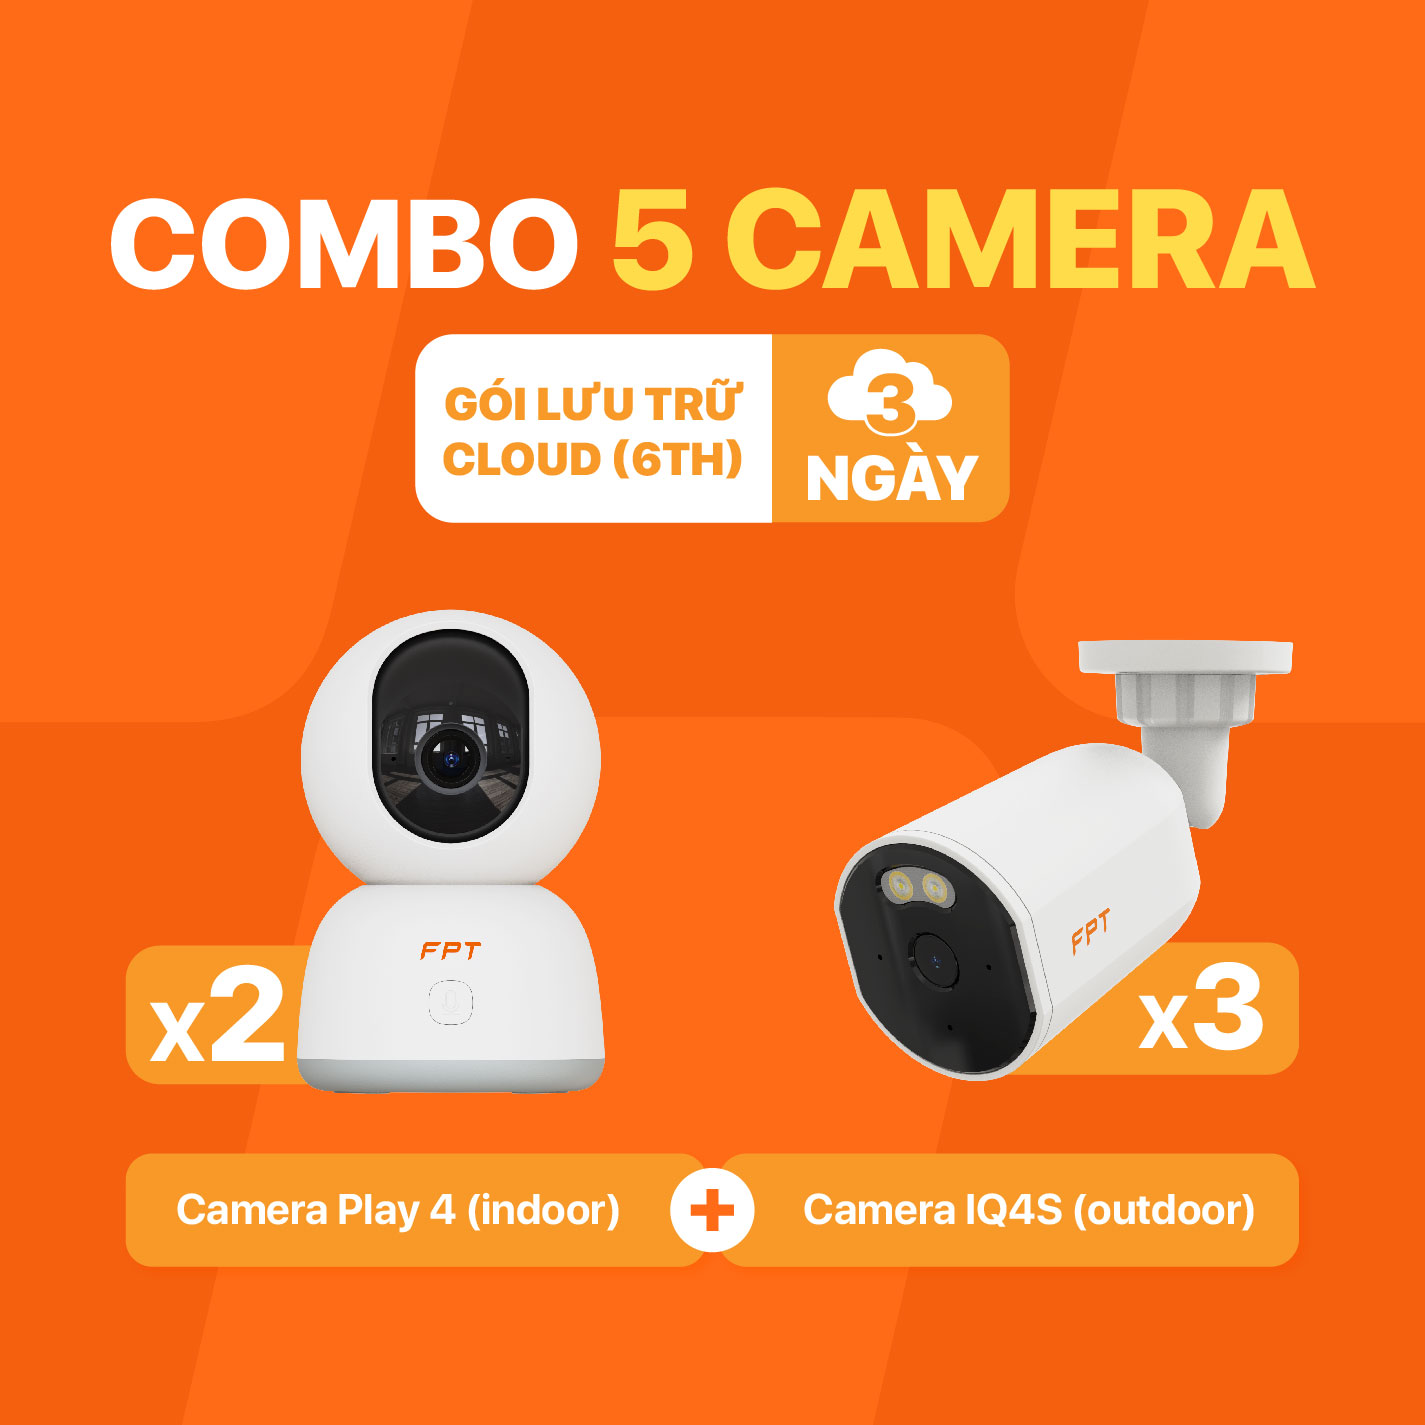 COMBO 5 CAMERA
GÓI LƯU TRỮ
CLOUD (6TH)
3
NGÀY
FPT
FPT
x2
x3
Camera Play 4 (indoor)
+
Camera IQ4S (outdoor)